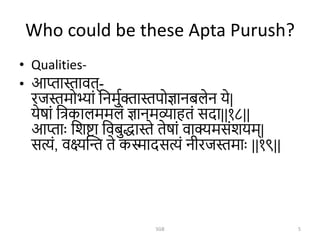 Who could be these Apta Purush?
• Qualities-
• आप्तास्तावत्-
रजस्तमोभ्यां निर्मुक्तास्तपोज्ञानबलेन ये|
येषां त्रिकालममलं ज्ञानमव्याहतं सदा||१८||
आप्ताः शिष्टा विबुद्धास्ते तेषां वाक्यमसंशयम्|
सत्यं, वक्ष्यन्ति ते कस्मादसत्यं नीरजस्तमाः ||१९||
SGB
5